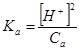 K_a = [H⁺]² / C_a